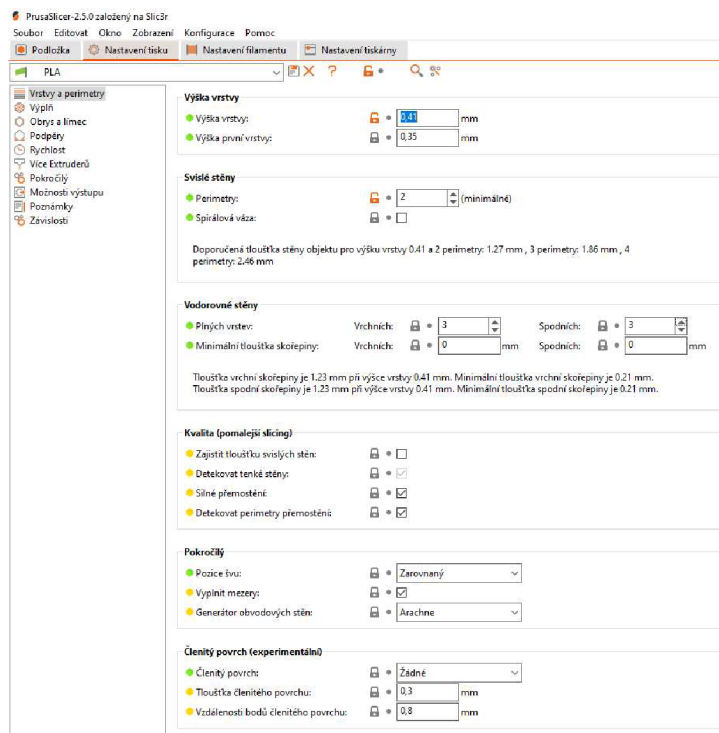 PrusaSlicer-2.5.0 založený na Slic3r
Soubor Editovat Okno Zobrazení Konfigurace Pomoc
Podložka Nastavení tisku Nastavení filamentu Nastavení tiskárny
PLA
Vrstvy a perimetry
Výplň
Obrys a límec
Podpěry
Rychlost
Více Extruderů
Pokročilý
Možnosti výstupu
Poznámky
Závislosti
Výška vrstvy
Výška vrstvy: 0,41 mm
Výška první vrstvy: 0,35 mm
Svislé stěny
Perimetry: 2 (minimálně)
Spirálová váza:
Doporučená tloušťka stěny objektu pro výšku vrstvy 0.41 a 2 perimetry: 1.27 mm , 3 perimetry: 1.86 mm , 4
perimetry: 2.46 mm
Vodorovné stěny
Plných vrstev: Vrchních: 3 Spodních: 3
Minimální tloušťka skořepiny: Vrchních: 0 mm Spodních: 0 mm
Tloušťka vrchní skořepiny je 1.23 mm při výšce vrstvy 0.41 mm. Minimální tloušťka vrchní skořepiny je 0.21 mm.
Tloušťka spodní skořepiny je 1.23 mm při výšce vrstvy 0.41 mm. Minimální tloušťka spodní skořepiny je 0.21 mm.
Kvalita (pomalejší slicing)
Zajistit tloušťku svislých stěn:
Detekovat tenké stěny:
Silné přemostění:
Detekovat perimetry přemostění:
Pokročilý
Pozice švu: Zarovnaný
Vyplnit mezery:
Generátor obvodových stěn: Arachne
Členitý povrch (experimentální)
Členitý povrch: Žádné
Tloušťka členitého povrchu: 0,3 mm
Vzdálenosti bodů členitého povrchu: 0,8 mm